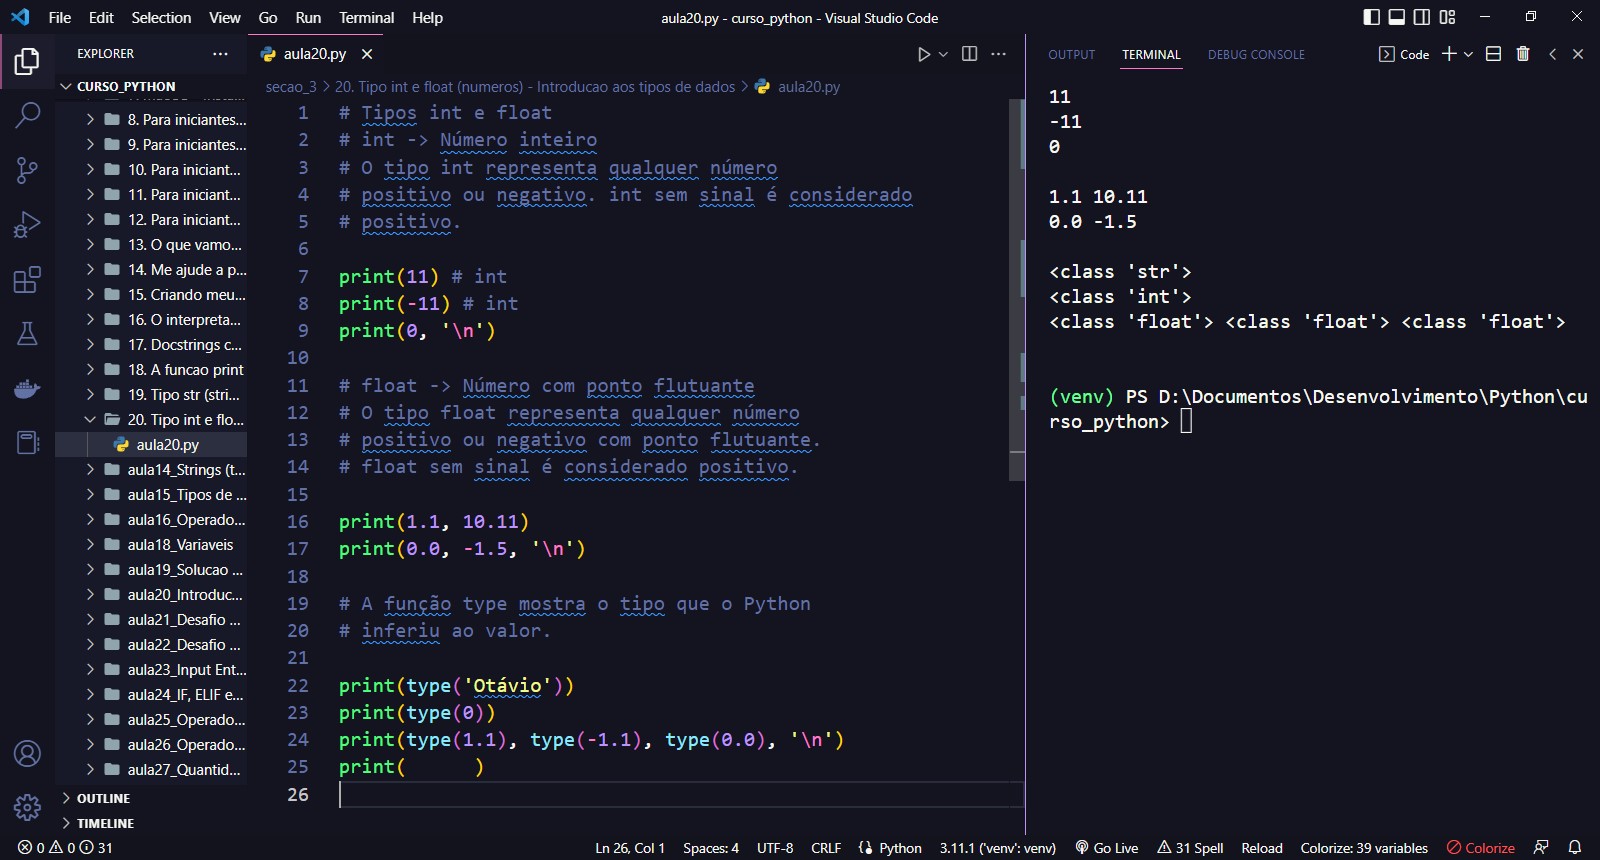 File Edit Selection View Go Run Terminal Help
aula20.py - curso_python - Visual Studio Code
EXPLORER
CURSO_PYTHON
8. Para iniciantes...
9. Para iniciantes...
10. Para iniciant...
11. Para iniciant...
12. Para iniciant...
13. O que vamo...
14. Me ajude a p...
15. Criando meu...
16. O interpreta...
17. Docstrings c...
18. A funcao print
19. Tipo str (stri...
20. Tipo int e flo...
aula20.py
aula14_Strings (t...
aula15_Tipos de ...
aula16_Operado...
aula18_Variaveis
aula19_Solucao ...
aula20_Introduc...
aula21_Desafio ...
aula22_Desafio ...
aula23_Input Ent...
aula24_IF, ELIF e...
aula25_Operado...
aula26_Operado...
aula27_Quantid...
OUTLINE
TIMELINE
aula20.py
secao_3 > 20. Tipo int e float (numeros) - Introducao aos tipos de dados > aula20.py
1 # Tipos int e float
2 # int -> Número inteiro
3 # O tipo int representa qualquer número
4 # positivo ou negativo. int sem sinal é considerado
5 # positivo.
6
7 print(11) # int
8 print(-11) # int
9 print(0, '\n')
10
11 # float -> Número com ponto flutuante
12 # O tipo float representa qualquer número
13 # positivo ou negativo com ponto flutuante.
14 # float sem sinal é considerado positivo.
15
16 print(1.1, 10.11)
17 print(0.0, -1.5, '\n')
18
19 # A função type mostra o tipo que o Python
20 # inferiu ao valor.
21
22 print(type('Otávio'))
23 print(type(0))
24 print(type(1.1), type(-1.1), type(0.0), '\n')
25 print(      )
26
OUTPUT TERMINAL DEBUG CONSOLE
Code
11
-11
0
1.1 10.11
0.0 -1.5
<class 'str'>
<class 'int'>
<class 'float'> <class 'float'> <class 'float'>
(venv) PS D:\Documentos\Desenvolvimento\Python\cu
rso_python>
0 0 31
Ln 26, Col 1 Spaces: 4 UTF-8 CRLF Python 3.11.1 ('venv': venv) Go Live 31 Spell Reload Colorize: 39 variables Colorize